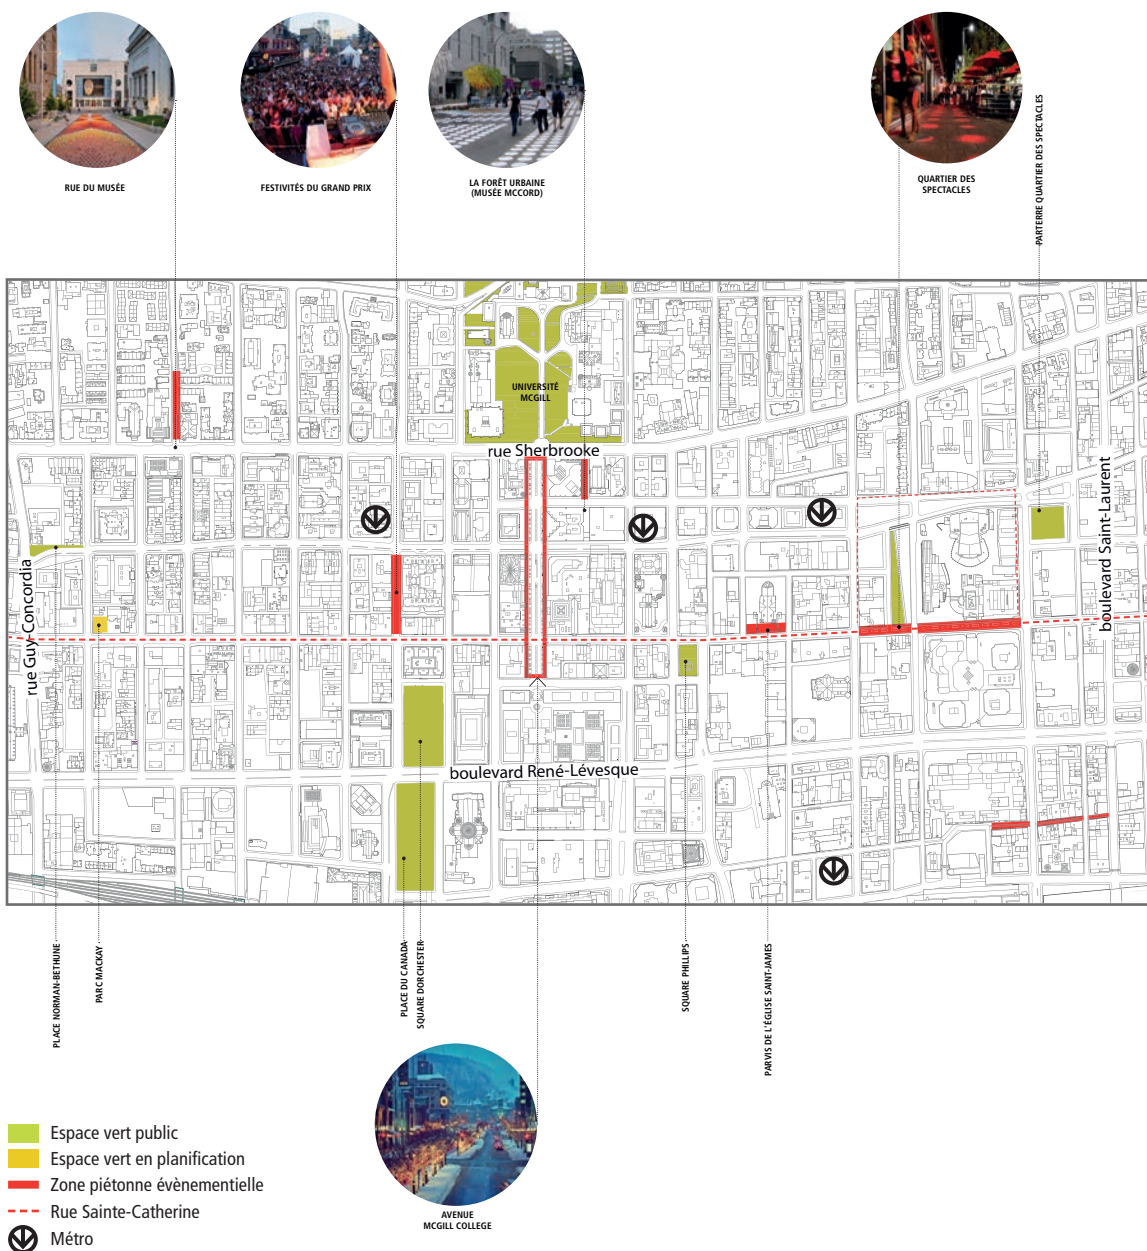 RUE DU MUSÉE
FESTIVITÉS DU GRAND PRIX
LA FORÊT URBAINE
(MUSÉE MCCORD)
QUARTIER DES
SPECTACLES
PARTERRE QUARTIER DES SPECTACLES
UNIVERSITÉ
MCGILL
rue Sherbrooke
rue Guy-Concordia
boulevard Saint-Laurent
boulevard René-Lévesque
PLACE NORMAN-BETHUNE
PARC MACKAY
PLACE DU CANADA
SQUARE DORCHESTER
SQUARE PHILLIPS
PARVIS DE L'ÉGLISE SAINT-JAMES
AVENUE
MCGILL COLLEGE
Espace vert public
Espace vert en planification
Zone piétonne évènementielle
Rue Sainte-Catherine
Métro